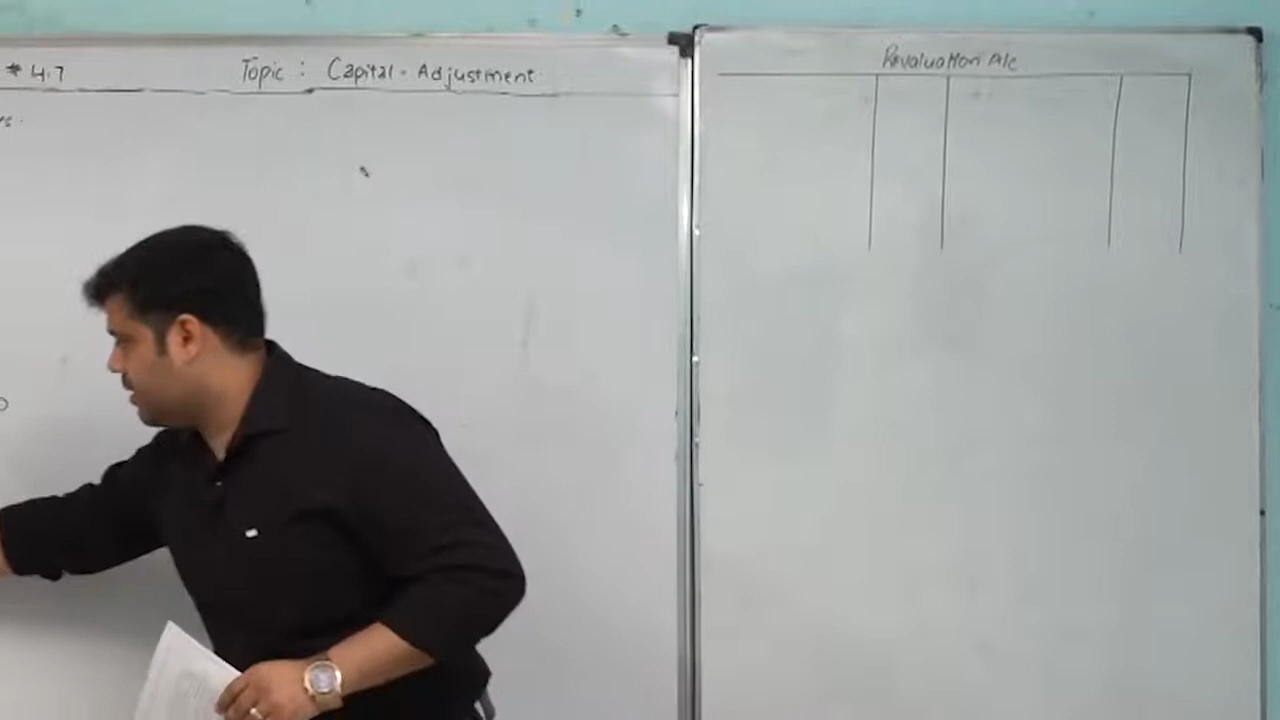 # 4.7 Topic : Capital - Adjustment
Revaluation A/c